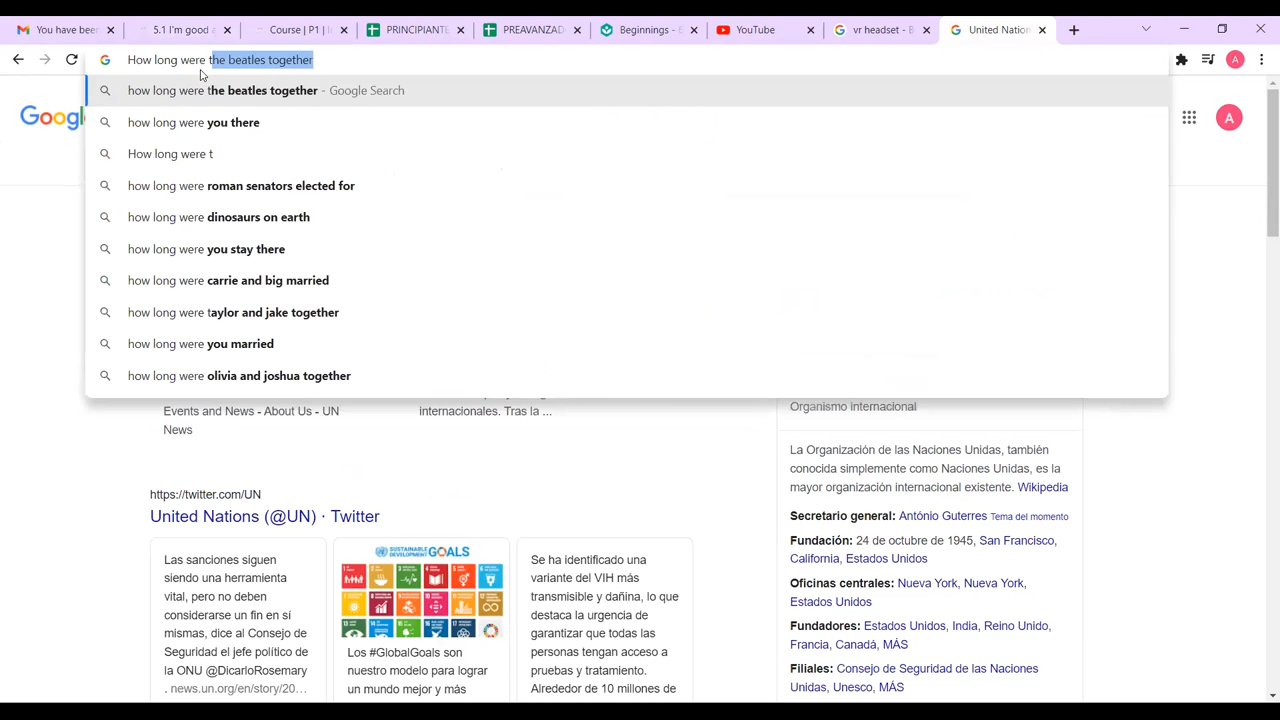 You have been
5.1 I'm good a
Course | P1 | I
PRINCIPIANTE
PREAVANZAD
Beginnings - 6
YouTube
vr headset - B
United Nation
How long were the beatles together
A
how long were the beatles together - Google Search
how long were you there
How long were t
how long were roman senators elected for
how long were dinosaurs on earth
how long were you stay there
how long were carrie and big married
how long were taylor and jake together
how long were you married
how long were olivia and joshua together
Google
A
Events and News - About Us - UN
News
internacionales. Tras la ...
https://twitter.com/UN
United Nations (@UN) · Twitter
Las sanciones siguen
siendo una herramienta
vital, pero no deben
considerarse un fin en sí
mismas, dice al Consejo de
Seguridad el jefe político de
la ONU @DicarloRosemary
. news.un.org/en/story/20...
SUSTAINABLE DEVELOPMENT
GOALS
Los #GlobalGoals son
nuestro modelo para lograr
un mundo mejor y más
Se ha identificado una
variante del VIH más
transmisible y dañina, lo que
destaca la urgencia de
garantizar que todas las
personas tengan acceso a
pruebas y tratamiento.
Alrededor de 10 millones de
Organismo internacional
La Organización de las Naciones Unidas, también
conocida simplemente como Naciones Unidas, es la
mayor organización internacional existente. Wikipedia
Secretario general: António Guterres Tema del momento
Fundación: 24 de octubre de 1945, San Francisco,
California, Estados Unidos
Oficinas centrales: Nueva York, Nueva York,
Estados Unidos
Fundadores: Estados Unidos, India, Reino Unido,
Francia, Canadá, MÁS
Filiales: Consejo de Seguridad de las Naciones
Unidas, Unesco, MÁS